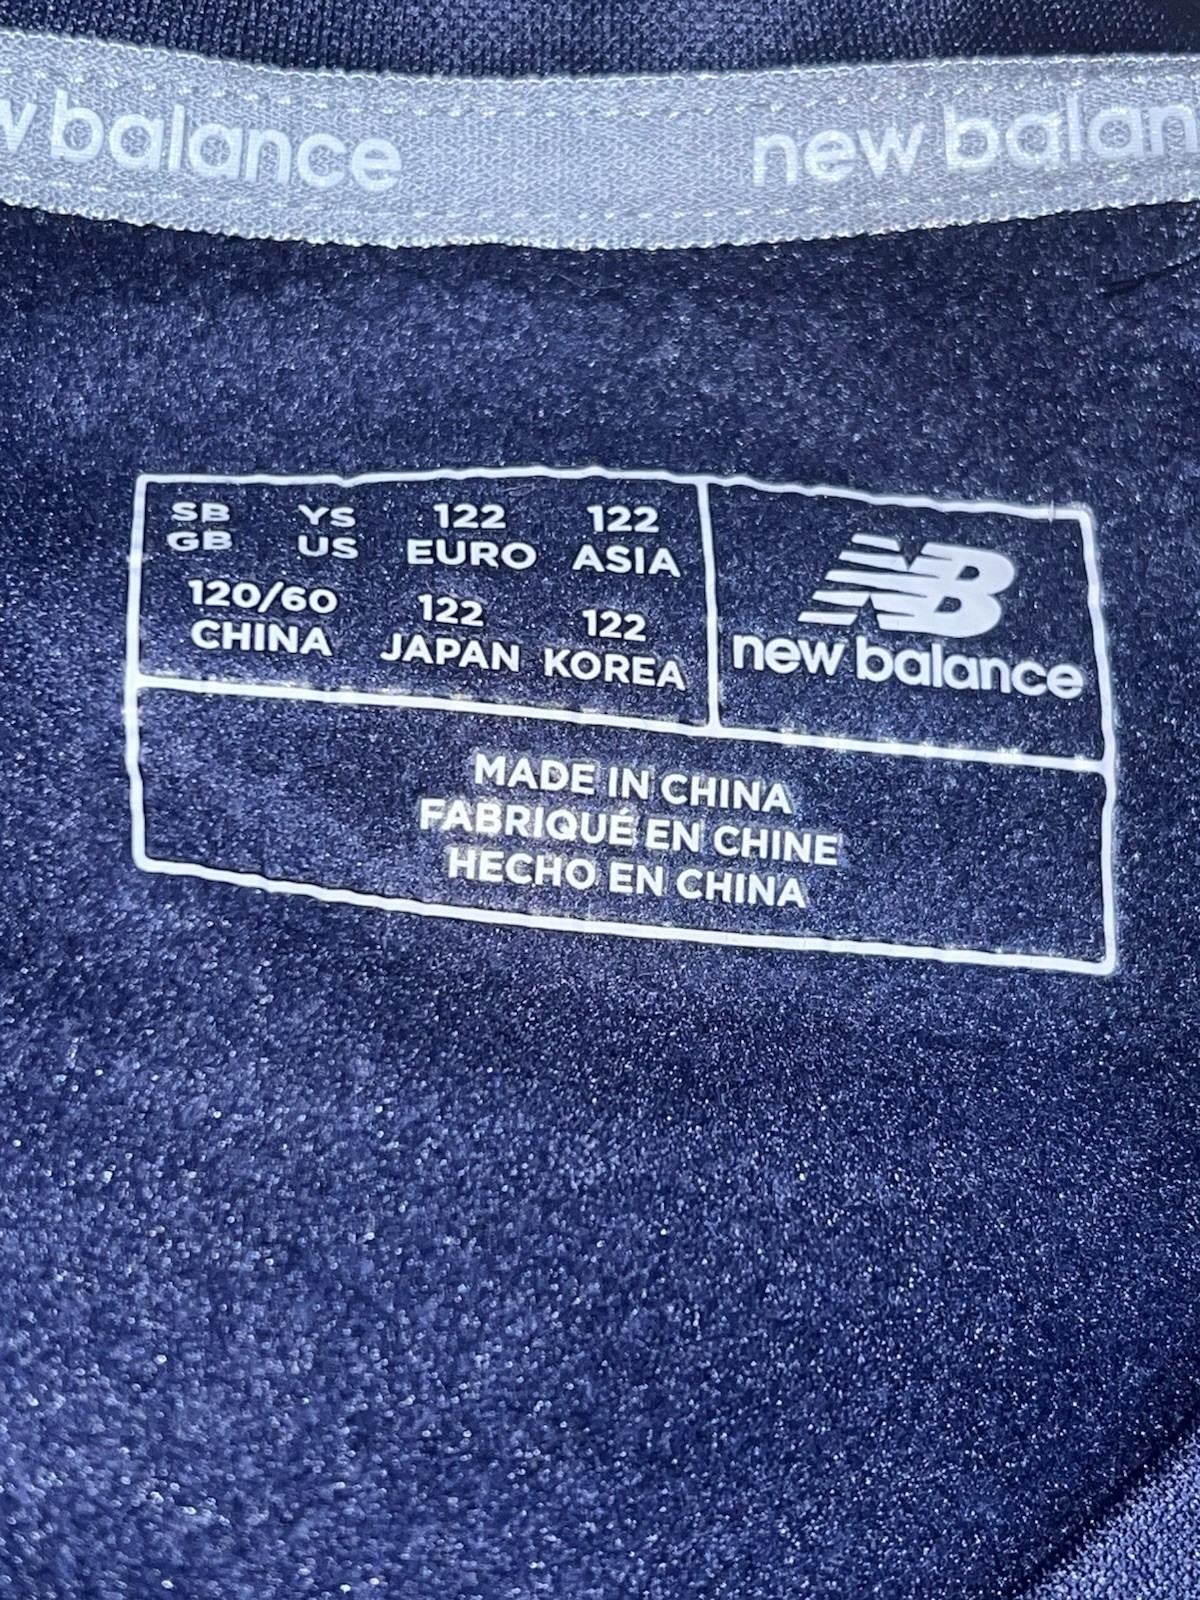 w balance new balan
SB YS 122 122
GB US EURO ASIA
120/60 122 122
CHINA JAPAN KOREA
NB
new balance
MADE IN CHINA
FABRIQUÉ EN CHINE
HECHO EN CHINA